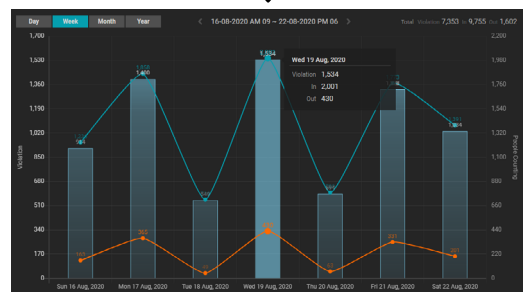 Day Week Month Year
16-08-2020 AM 09 ~ 22-08-2020 PM 06
Total Violation 7,353 In 9,755 Out 1,602
1,700 2,200
1,530 1,534 1,980
Wed 19 Aug, 2020
Violation 1,534
In 2,001
Out 430
1,360 1,400 1,760
1,190 1,540
1,020 1,320
Violation
People Counting
850 1,100
680 880
510 660
340 440
170 220
0 0
Sun 16 Aug, 2020 Mon 17 Aug, 2020 Tue 18 Aug, 2020 Wed 19 Aug, 2020 Thu 20 Aug, 2020 Fri 21 Aug, 2020 Sat 22 Aug, 2020